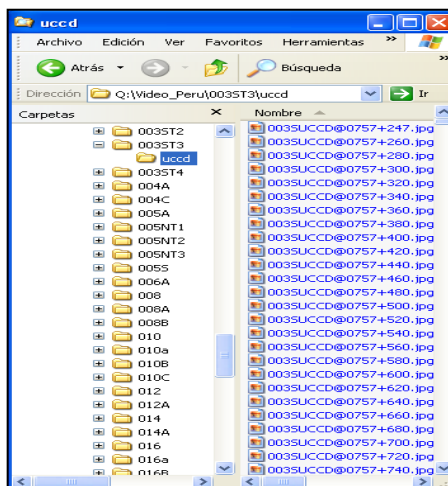 uccd
Archivo Edición Ver Favoritos Herramientas »
Atrás Búsqueda »
Dirección Q:\Video_Peru\003ST3\uccd Ir
Carpetas
003ST2
003ST3
uccd
003ST4
004A
004C
005A
005NT1
005NT2
005NT3
005S
006A
008
008A
008B
010
010a
010B
010C
012
012A
014
014A
016
016a
016B
Nombre
003SUCCD@0757+247.jpg
003SUCCD@0757+260.jpg
003SUCCD@0757+280.jpg
003SUCCD@0757+300.jpg
003SUCCD@0757+320.jpg
003SUCCD@0757+340.jpg
003SUCCD@0757+360.jpg
003SUCCD@0757+380.jpg
003SUCCD@0757+400.jpg
003SUCCD@0757+420.jpg
003SUCCD@0757+440.jpg
003SUCCD@0757+460.jpg
003SUCCD@0757+480.jpg
003SUCCD@0757+500.jpg
003SUCCD@0757+520.jpg
003SUCCD@0757+540.jpg
003SUCCD@0757+560.jpg
003SUCCD@0757+580.jpg
003SUCCD@0757+600.jpg
003SUCCD@0757+620.jpg
003SUCCD@0757+640.jpg
003SUCCD@0757+660.jpg
003SUCCD@0757+680.jpg
003SUCCD@0757+700.jpg
003SUCCD@0757+720.jpg
003SUCCD@0757+740.jpg